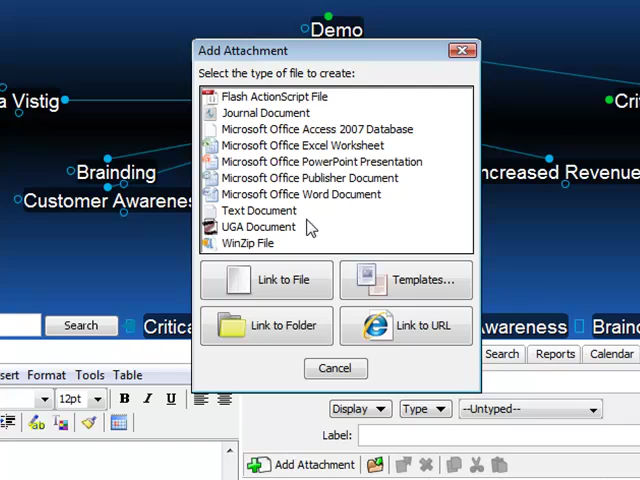 Demo
Add Attachment
Select the type of file to create:
a Vistig
Flash ActionScript File
Crit
Journal Document
Microsoft Office Access 2007 Database
Microsoft Office Excel Worksheet
Microsoft Office PowerPoint Presentation
Brainding
ncreased Revenue
Microsoft Office Publisher Document
Microsoft Office Word Document
Customer Awarenes
Text Document
UGA Document
WinZip File
Link to File
Templates...
Search
Critica
Link to Folder
Link to URL
Awareness
Braind
Search
Reports
Calendar
Cancel
sert Format Tools Table
12pt
B I U
Display
Type
--Untyped--
Label:
Add Attachment